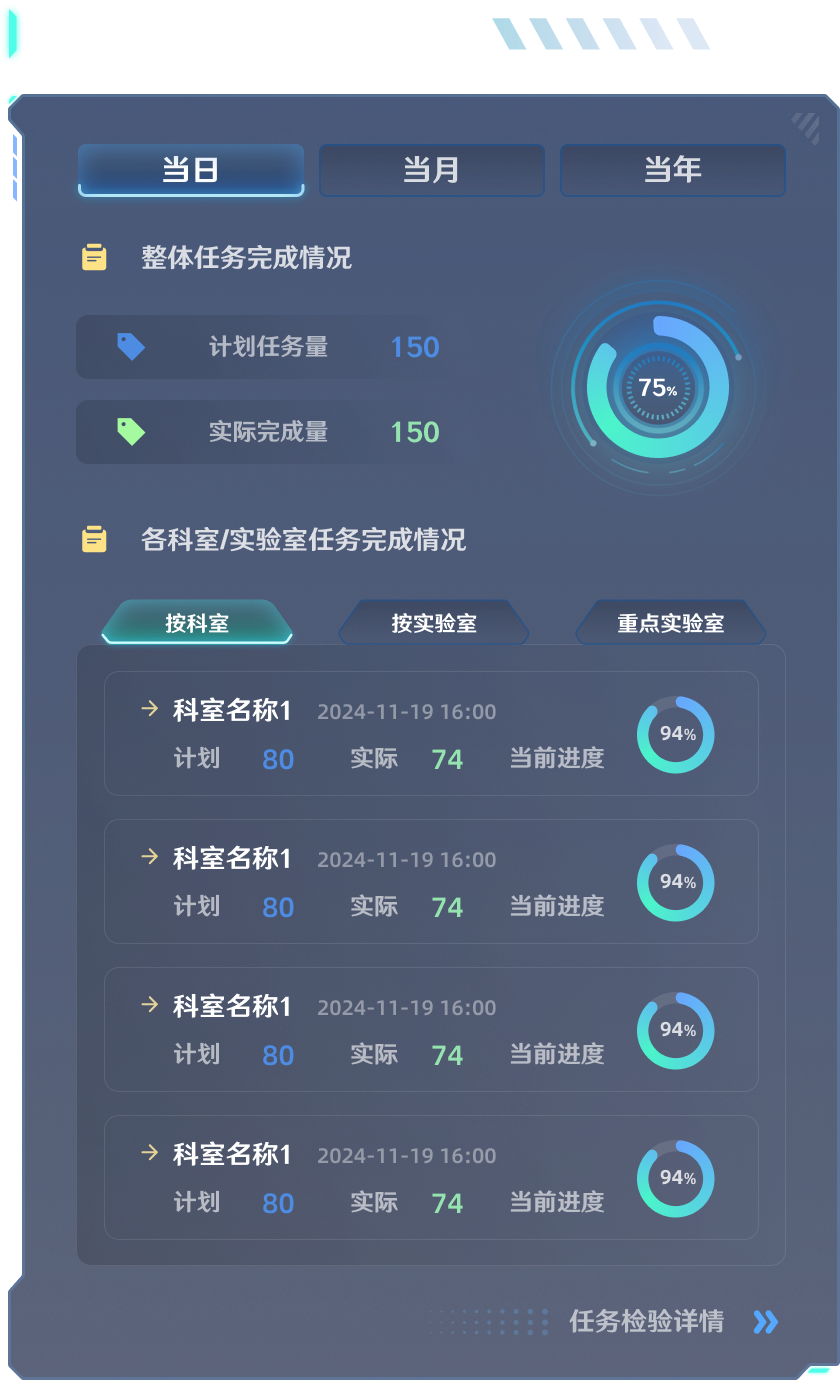 当日 当月 当年
整体任务完成情况
计划任务量 150
75%
实际完成量 150
各科室/实验室任务完成情况
按科室 按实验室 重点实验室
科室名称1 2024-11-19 16:00
计划 80 实际 74 当前进度 94%
科室名称1 2024-11-19 16:00
计划 80 实际 74 当前进度 94%
科室名称1 2024-11-19 16:00
计划 80 实际 74 当前进度 94%
科室名称1 2024-11-19 16:00
计划 80 实际 74 当前进度 94%
任务检验详情